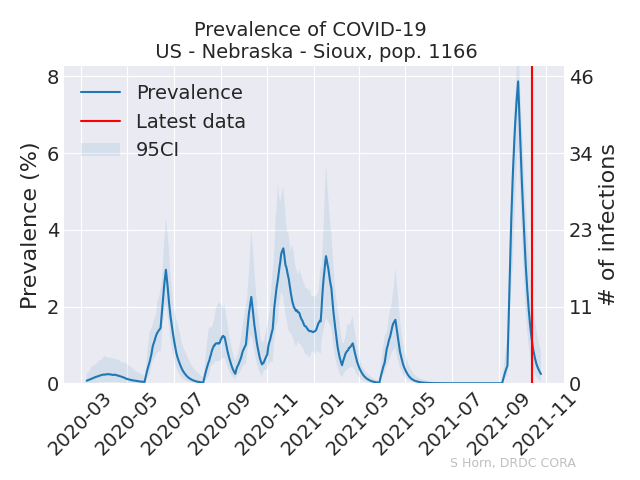 Prevalence of COVID-19
US - Nebraska - Sioux, pop. 1166
Prevalence
Latest data
95CI
Prevalence (%)
8
6
4
2
0
# of infections
46
34
23
11
0
2020-03
2020-05
2020-07
2020-09
2020-11
2021-01
2021-03
2021-05
2021-07
2021-09
2021-11
S Horn, DRDC CORA